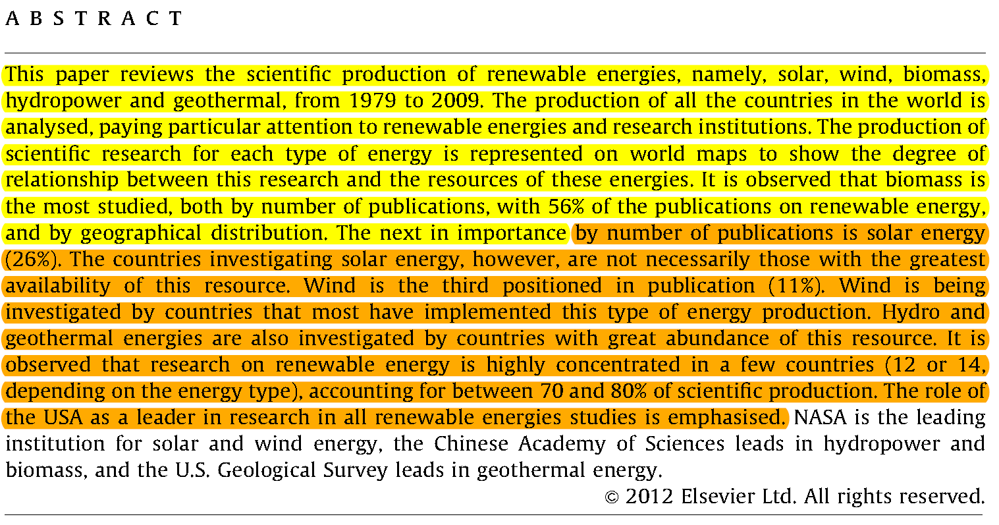 A B S T R A C T
This paper reviews the scientific production of renewable energies, namely, solar, wind, biomass,
hydropower and geothermal, from 1979 to 2009. The production of all the countries in the world is
analysed, paying particular attention to renewable energies and research institutions. The production of
scientific research for each type of energy is represented on world maps to show the degree of
relationship between this research and the resources of these energies. It is observed that biomass is
the most studied, both by number of publications, with 56% of the publications on renewable energy,
and by geographical distribution. The next in importance by number of publications is solar energy
(26%). The countries investigating solar energy, however, are not necessarily those with the greatest
availability of this resource. Wind is the third positioned in publication (11%). Wind is being
investigated by countries that most have implemented this type of energy production. Hydro and
geothermal energies are also investigated by countries with great abundance of this resource. It is
observed that research on renewable energy is highly concentrated in a few countries (12 or 14,
depending on the energy type), accounting for between 70 and 80% of scientific production. The role of
the USA as a leader in research in all renewable energies studies is emphasised. NASA is the leading
institution for solar and wind energy, the Chinese Academy of Sciences leads in hydropower and
biomass, and the U.S. Geological Survey leads in geothermal energy.
© 2012 Elsevier Ltd. All rights reserved.